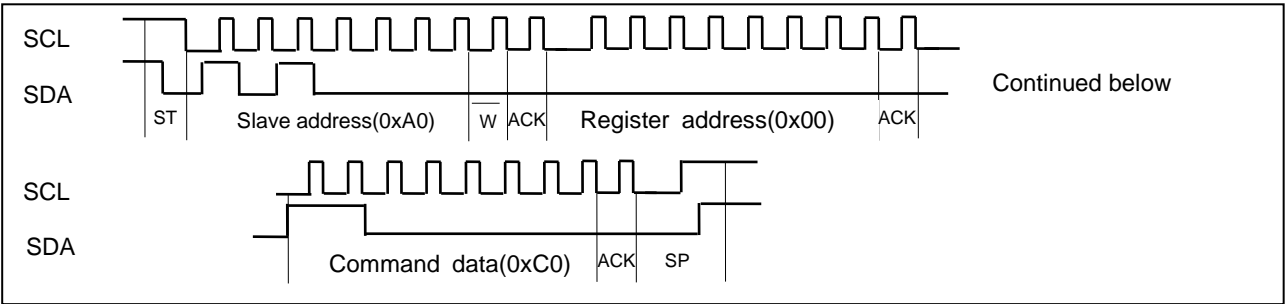 SCL
SDA
ST Slave address(0xA0) W ACK Register address(0x00) ACK
Continued below
SCL
SDA
Command data(0xC0) ACK SP